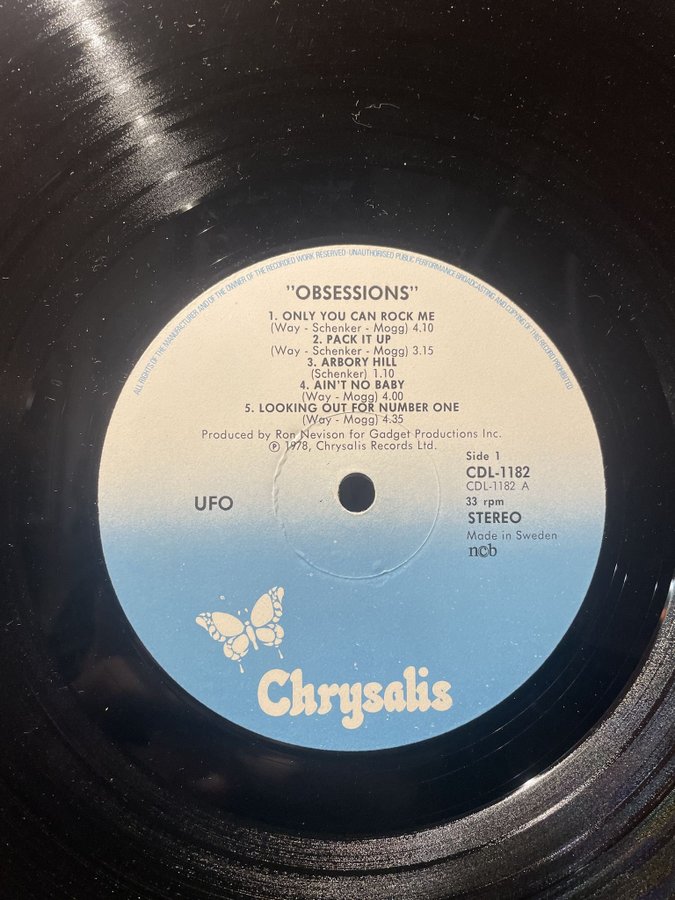 ALL RIGHTS OF THE MANUFACTURER AND OF THE OWNER OF THE RECORDED WORK RESERVED · UNAUTHORISED PUBLIC PERFORMANCE BROADCASTING AND COPYING OF THIS RECORD PROHIBITED
"OBSESSIONS"
1. ONLY YOU CAN ROCK ME
(Way - Schenker - Mogg) 4.10
2. PACK IT UP
(Way - Schenker - Mogg) 3.15
3. ARBORY HILL
(Schenker) 1.10
4. AIN'T NO BABY
(Way - Mogg) 4.00
5. LOOKING OUT FOR NUMBER ONE
(Way - Mogg) 4.35
Produced by Ron Nevison for Gadget Productions Inc.
℗ 1978, Chrysalis Records Ltd.
UFO
Side 1
CDL-1182
CDL-1182 A
33 rpm
STEREO
Made in Sweden
ncb
Chrysalis